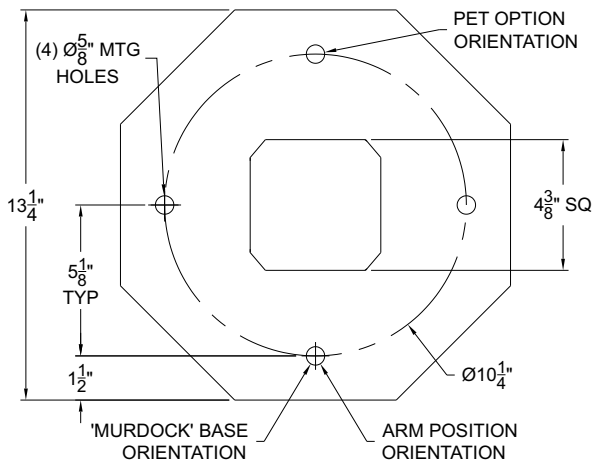 PET OPTION
ORIENTATION
(4) Ø5/8" MTG
HOLES
13 1/4"
4 3/8" SQ
5 1/8"
TYP
1 1/2"
Ø10 1/4"
'MURDOCK' BASE
ORIENTATION
ARM POSITION
ORIENTATION